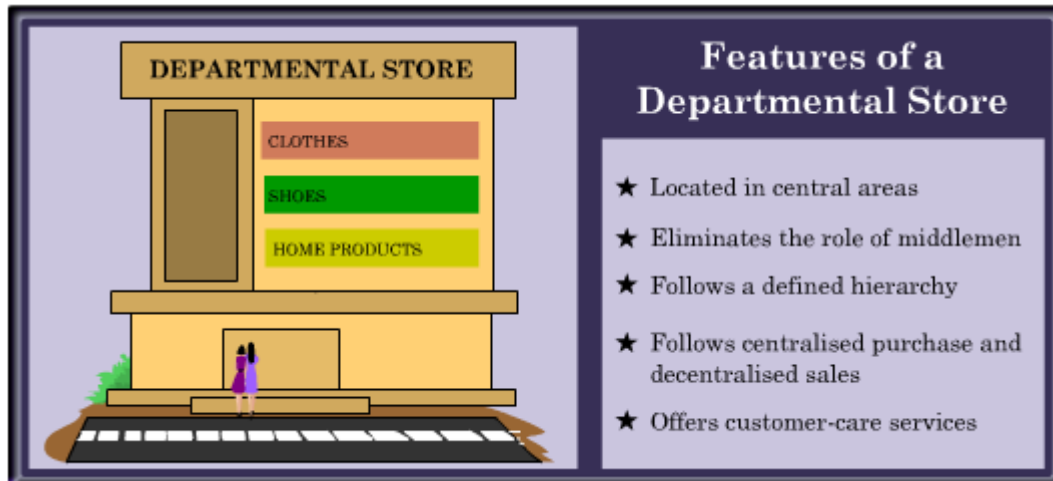 DEPARTMENTAL STORE
CLOTHES
SHOES
HOME PRODUCTS
Features of a
Departmental Store
★ Located in central areas
★ Eliminates the role of middlemen
★ Follows a defined hierarchy
★ Follows centralised purchase and
decentralised sales
★ Offers customer-care services